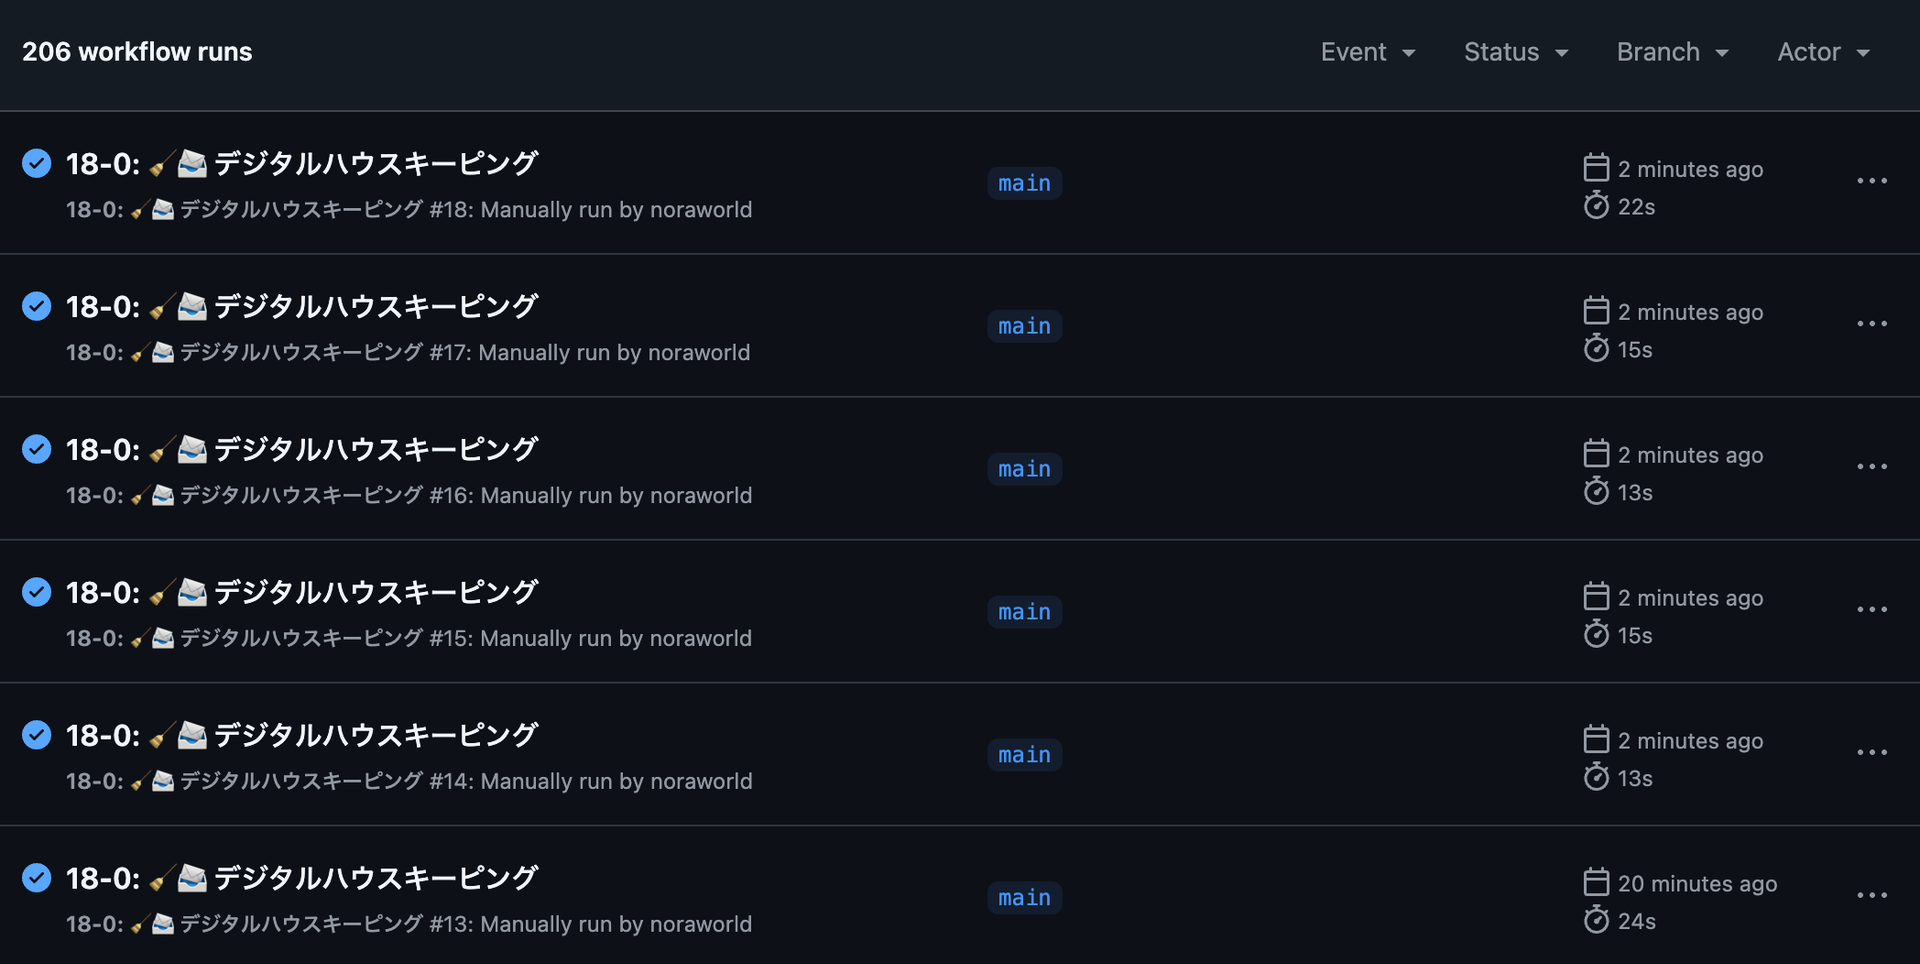 206 workflow runs
Event Status Branch Actor
18-0: 🧹📨 デジタルハウスキーピング
18-0: 🧹📨 デジタルハウスキーピング #18: Manually run by noraworld
main
2 minutes ago
22s
18-0: 🧹📨 デジタルハウスキーピング
18-0: 🧹📨 デジタルハウスキーピング #17: Manually run by noraworld
main
2 minutes ago
15s
18-0: 🧹📨 デジタルハウスキーピング
18-0: 🧹📨 デジタルハウスキーピング #16: Manually run by noraworld
main
2 minutes ago
13s
18-0: 🧹📨 デジタルハウスキーピング
18-0: 🧹📨 デジタルハウスキーピング #15: Manually run by noraworld
main
2 minutes ago
15s
18-0: 🧹📨 デジタルハウスキーピング
18-0: 🧹📨 デジタルハウスキーピング #14: Manually run by noraworld
main
2 minutes ago
13s
18-0: 🧹📨 デジタルハウスキーピング
18-0: 🧹📨 デジタルハウスキーピング #13: Manually run by noraworld
main
20 minutes ago
24s